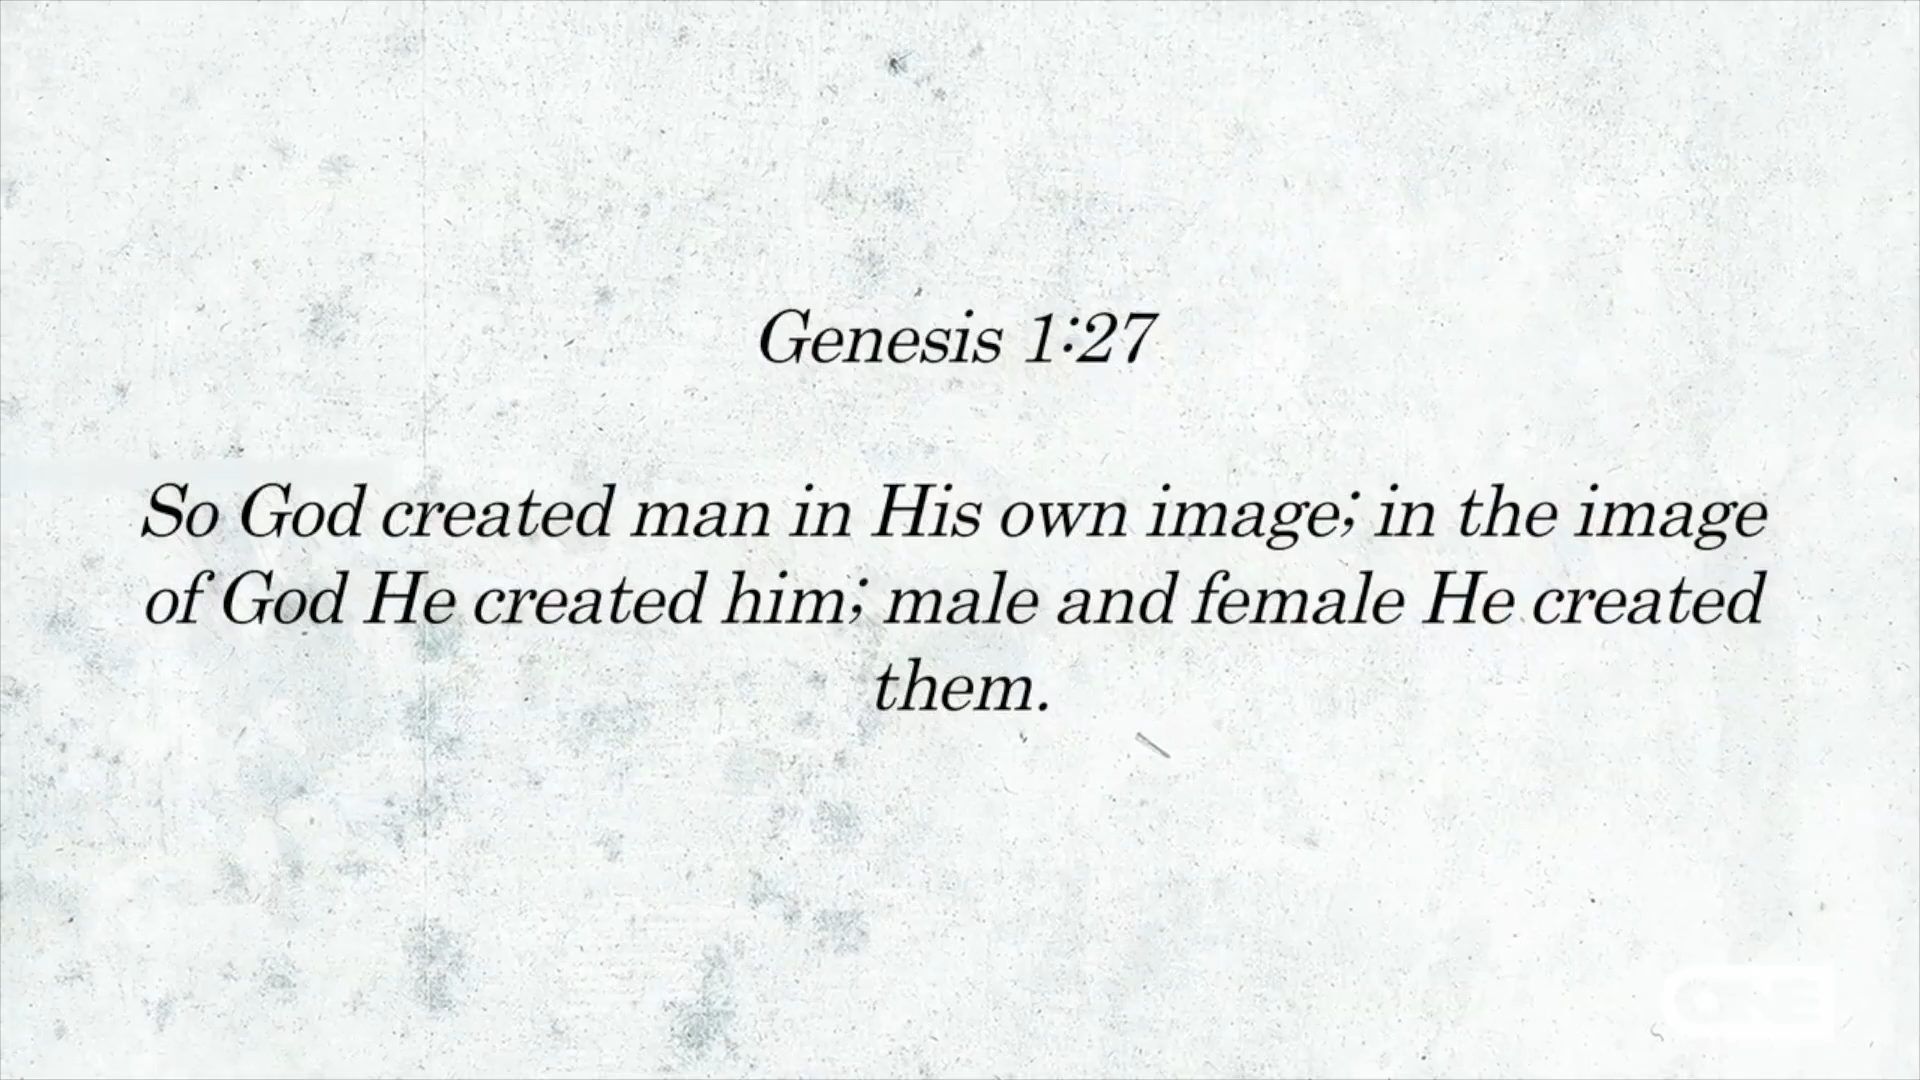 Genesis 1:27
So God created man in His own image; in the image
of God He created him; male and female He created
them.